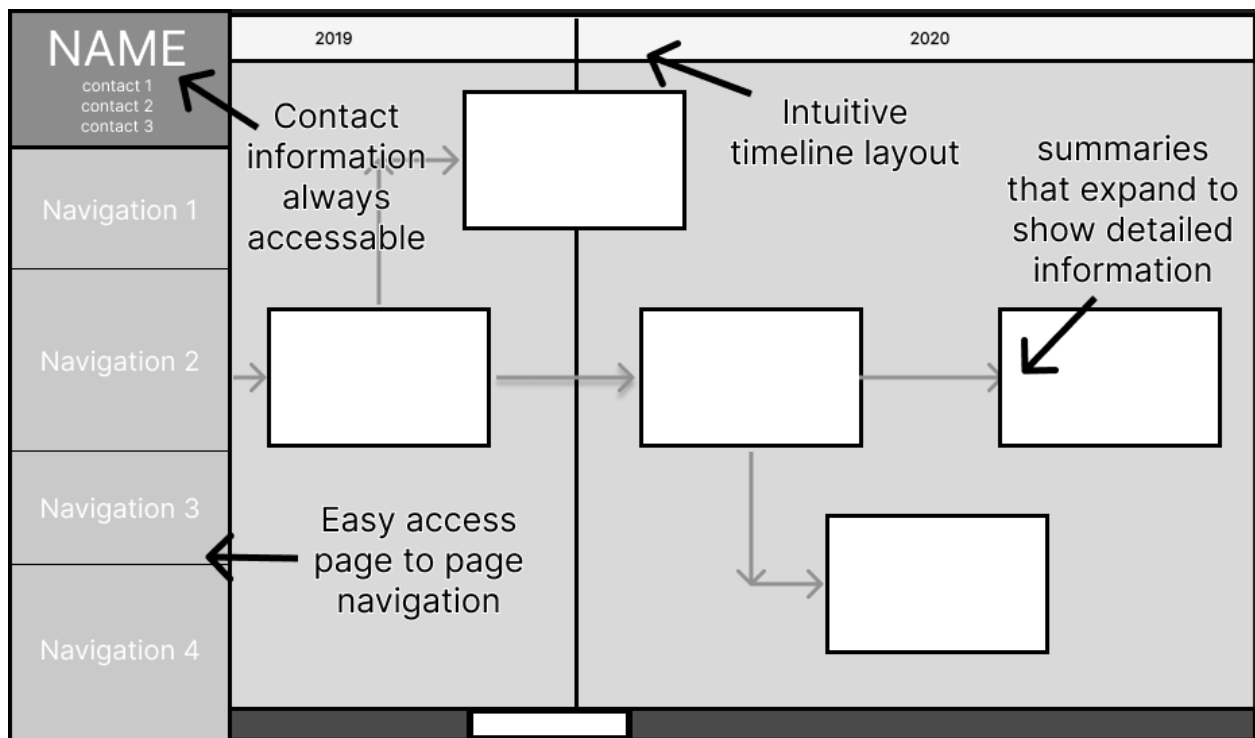 NAME
contact 1
contact 2
contact 3
Navigation 1
Navigation 2
Navigation 3
Navigation 4
2019
2020
Contact
information
always
accessable
Intuitive
timeline layout
summaries
that expand to
show detailed
information
Easy access
page to page
navigation